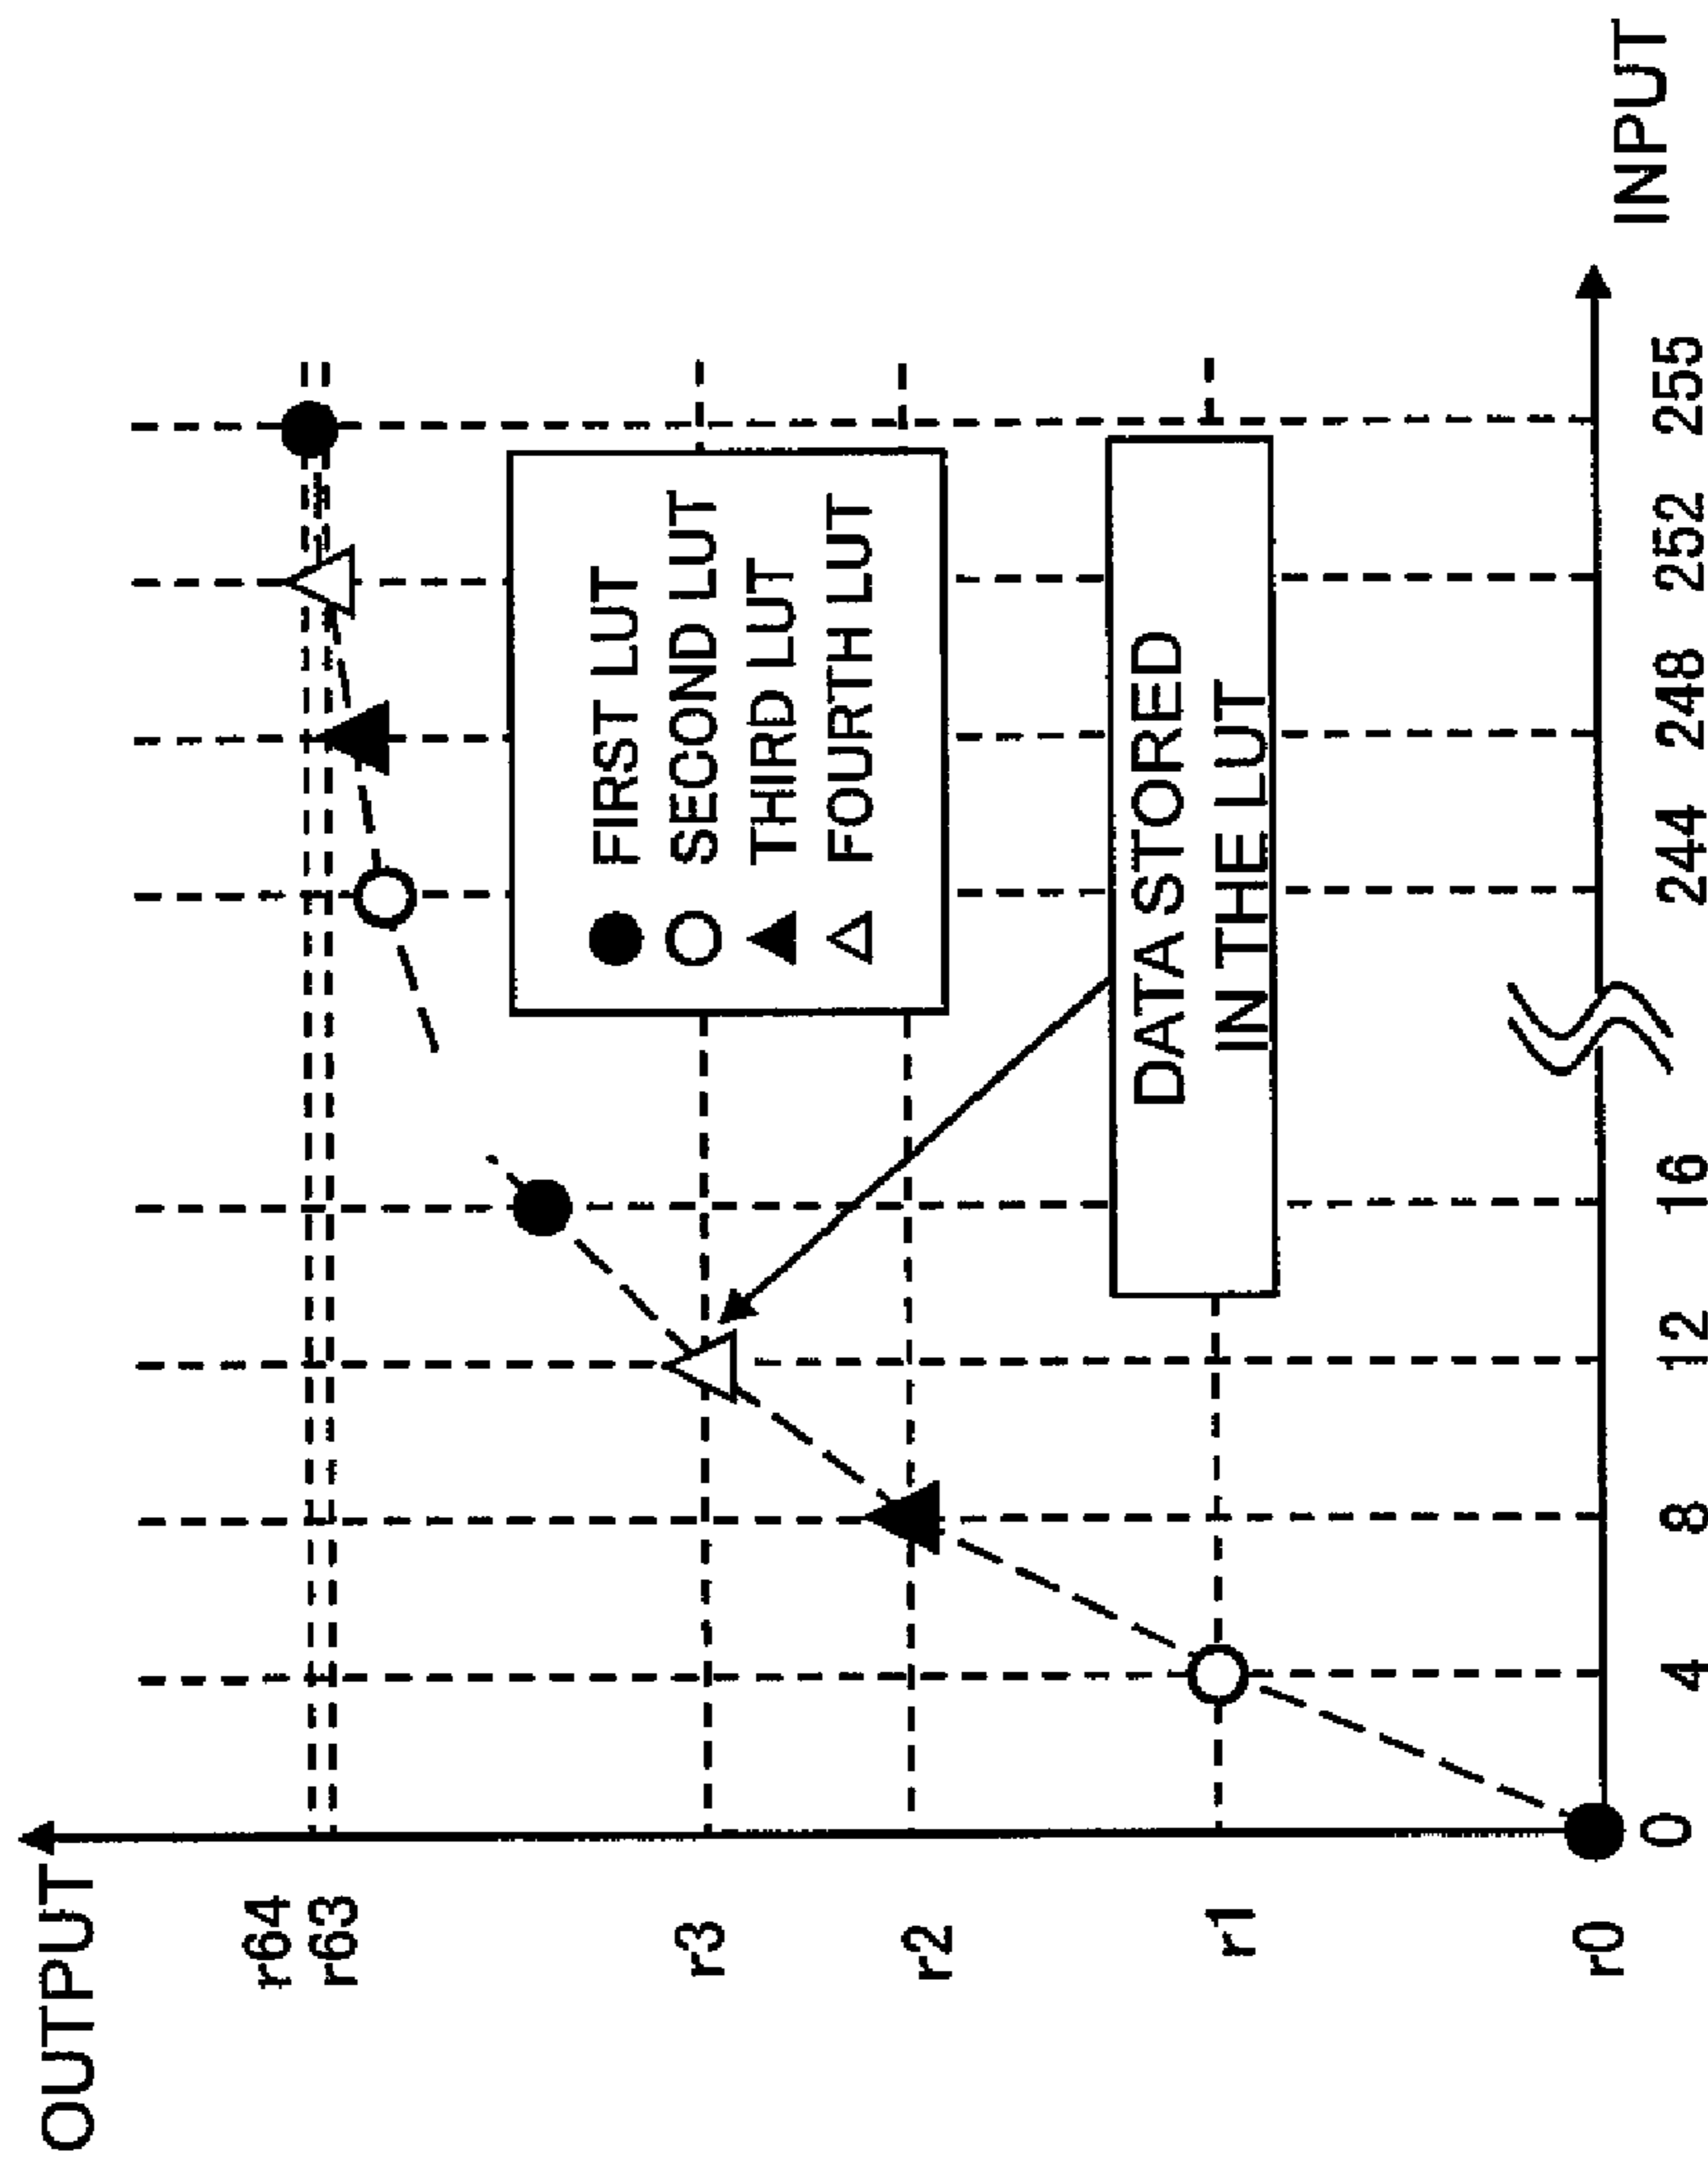 OUTPUT
r64
r63
r3
r2
r1
r0
FIRST LUT
SECOND LUT
THIRD LUT
FOURTH LUT
DATA STORED
IN THE LUT
0
4
8
12
16
244
248
252
255
INPUT